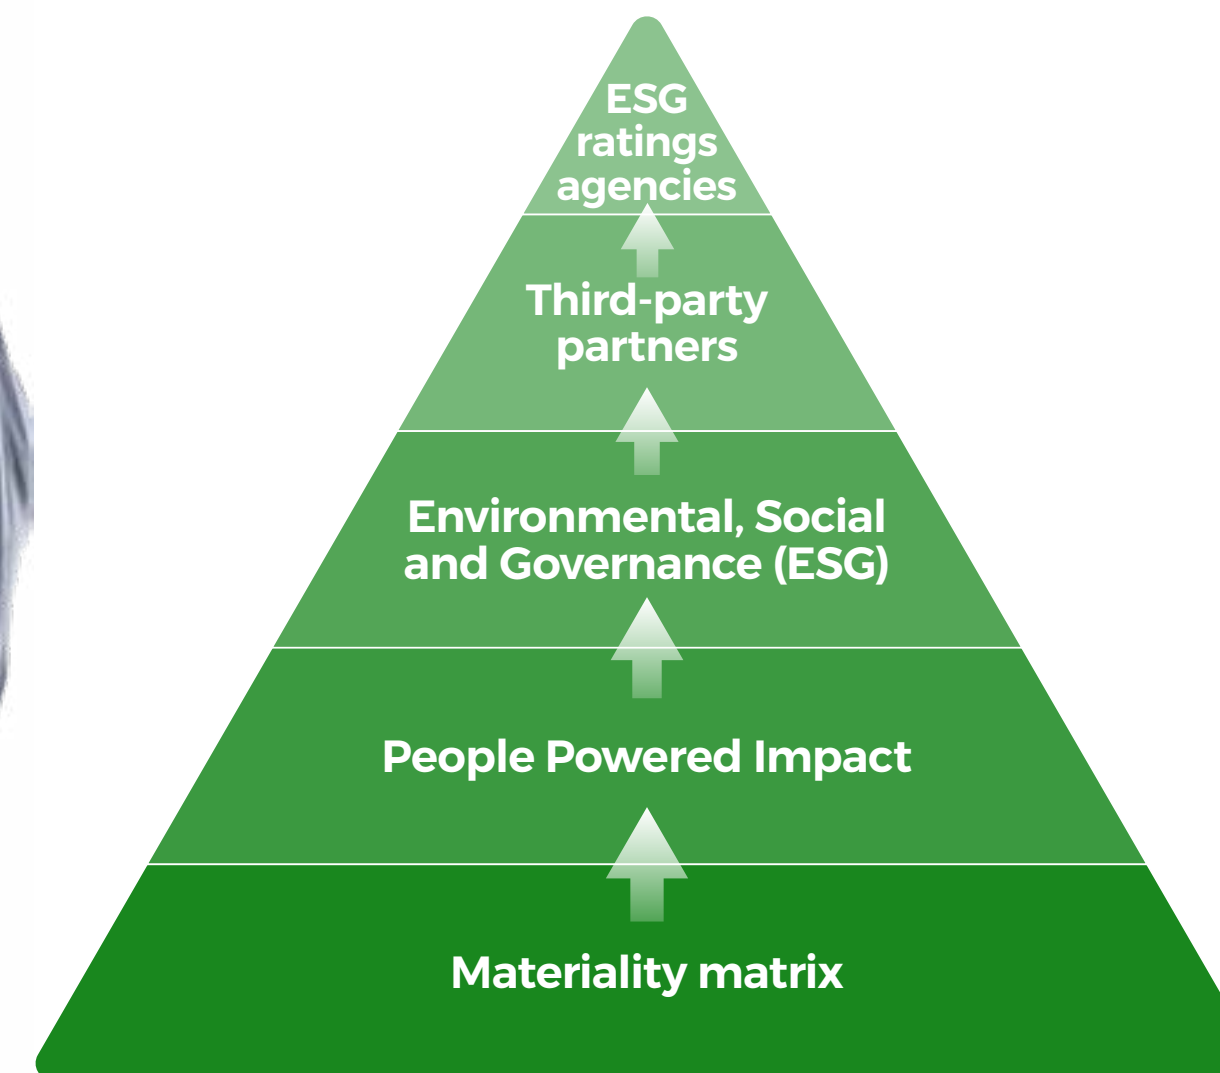 ESG
ratings
agencies
Third-party
partners
Environmental, Social
and Governance (ESG)
People Powered Impact
Materiality matrix